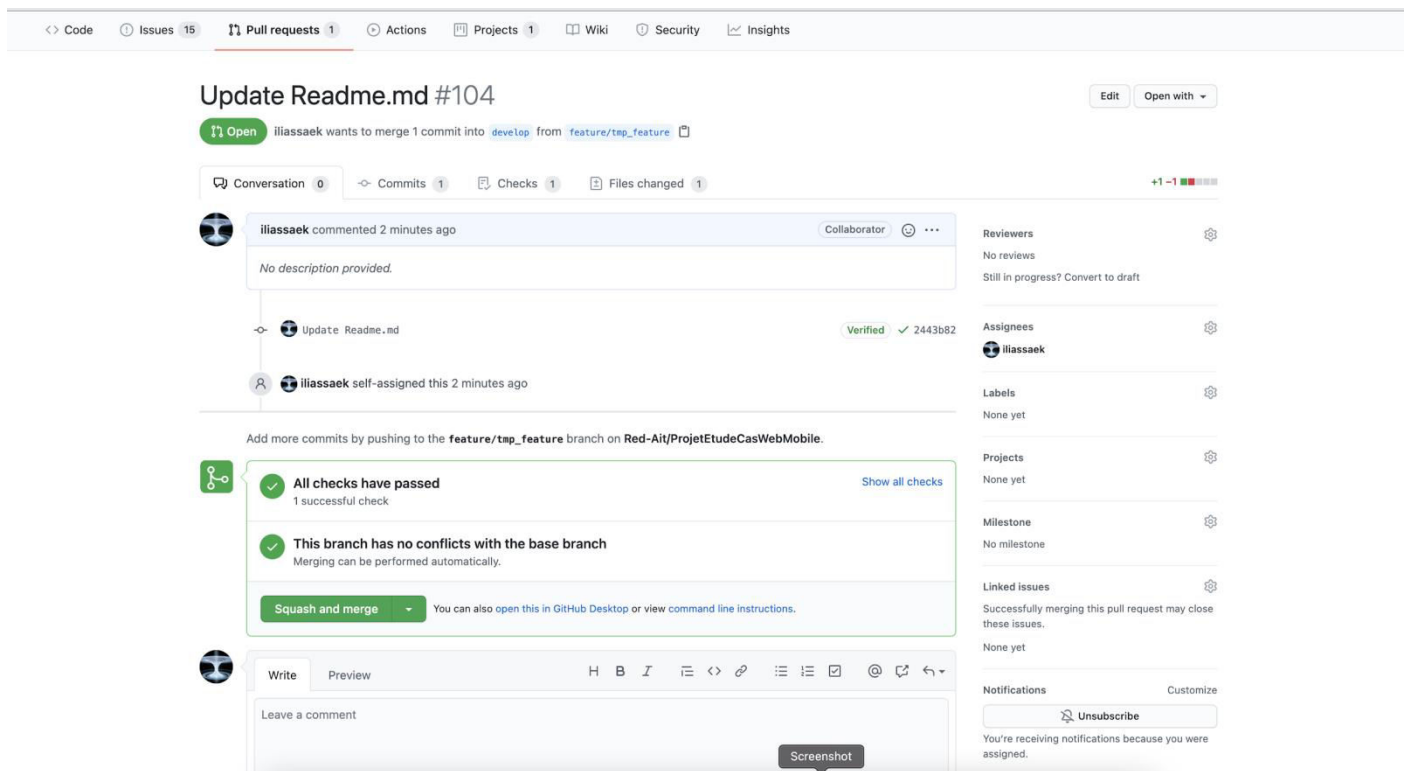 <> Code Issues 15 Pull requests 1 Actions Projects 1 Wiki Security Insights
Update Readme.md #104
Edit Open with
Open iliassaek wants to merge 1 commit into develop from feature/tmp_feature
Conversation 0 Commits 1 Checks 1 Files changed 1
+1 −1
iliassaek commented 2 minutes ago
Collaborator
No description provided.
Update Readme.md
Verified 2443b82
iliassaek self-assigned this 2 minutes ago
Add more commits by pushing to the feature/tmp_feature branch on Red-Ait/ProjetEtudeCasWebMobile.
All checks have passed
1 successful check
Show all checks
This branch has no conflicts with the base branch
Merging can be performed automatically.
Squash and merge You can also open this in GitHub Desktop or view command line instructions.
Write Preview
H B I @
Leave a comment
Screenshot
Reviewers
No reviews
Still in progress? Convert to draft
Assignees
iliassaek
Labels
None yet
Projects
None yet
Milestone
No milestone
Linked issues
Successfully merging this pull request may close
these issues.
None yet
Notifications Customize
Unsubscribe
You're receiving notifications because you were
assigned.